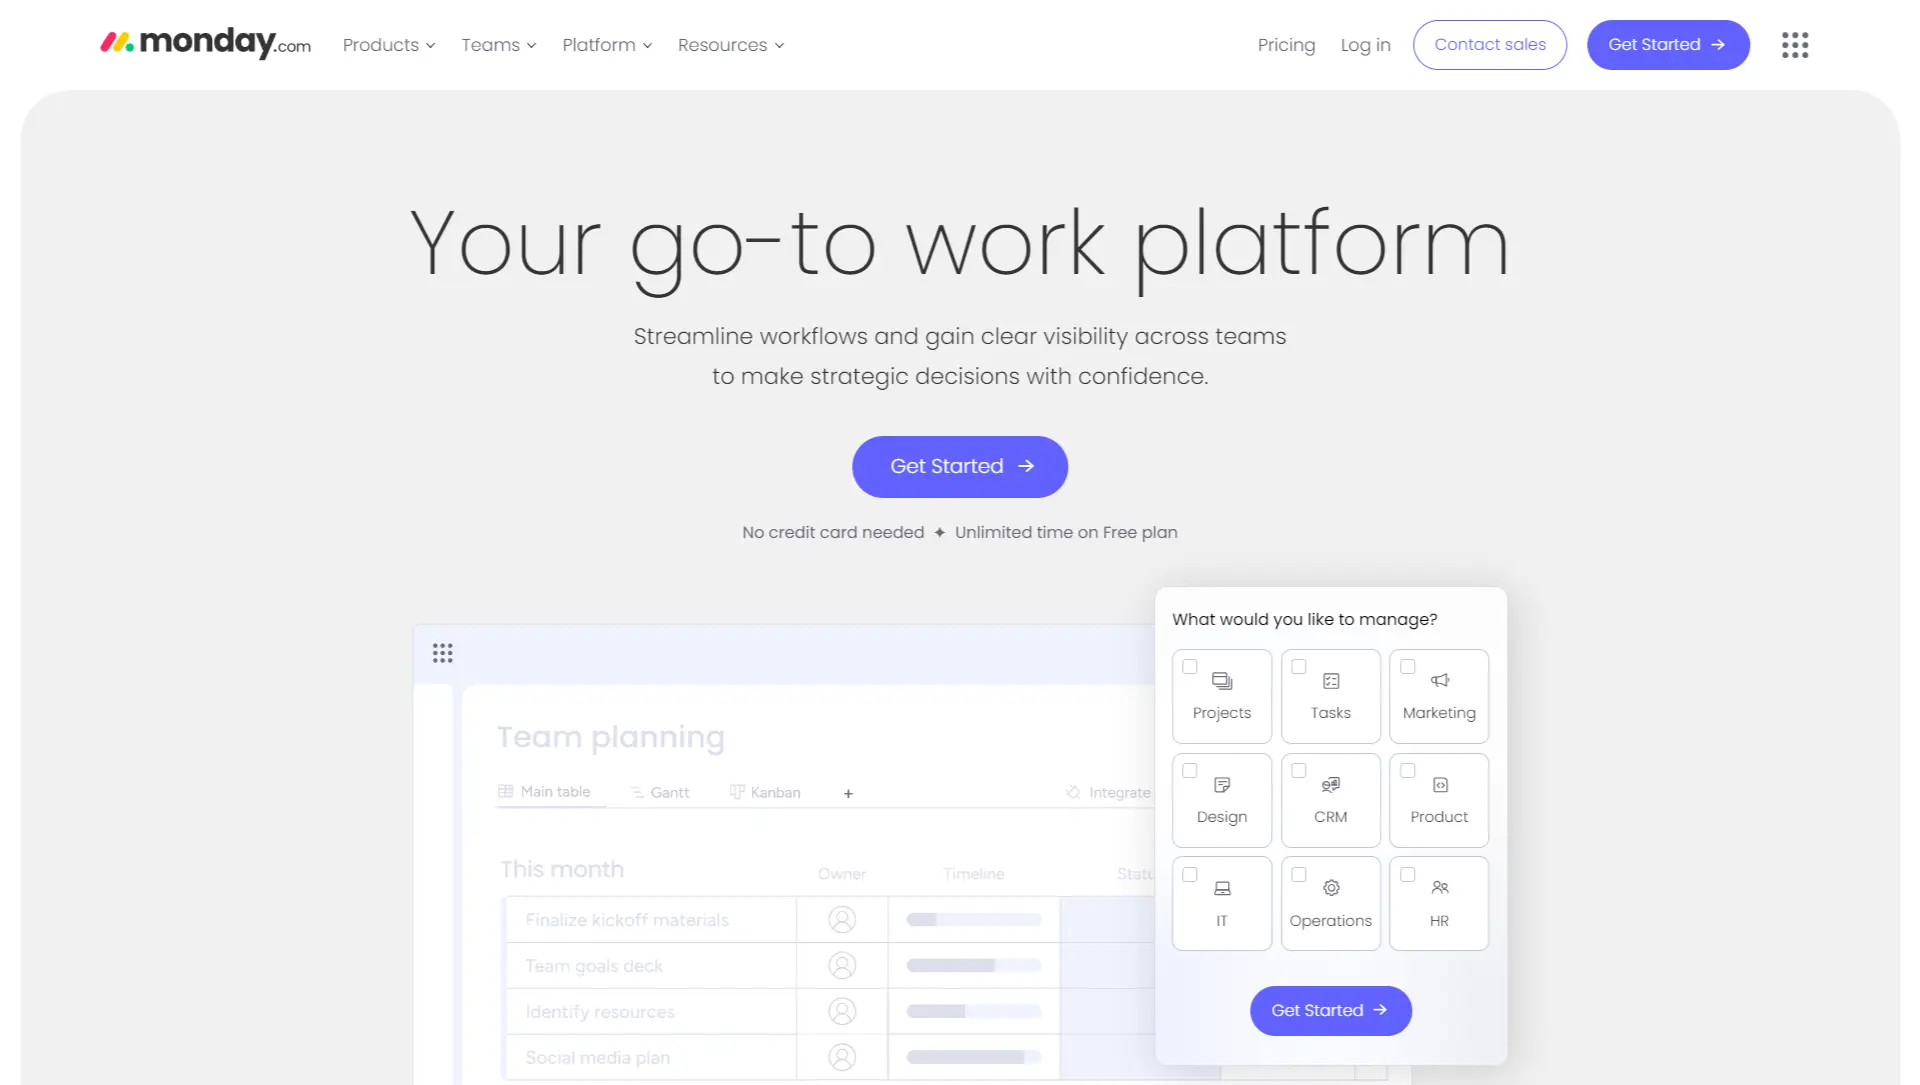 monday.com
Products
Teams
Platform
Resources
Pricing
Log in
Contact sales
Get Started
Your go-to work platform
Streamline workflows and gain clear visibility across teams
to make strategic decisions with confidence.
Get Started
No credit card needed ✦ Unlimited time on Free plan
What would you like to manage?
Projects
Tasks
Marketing
Design
CRM
Product
IT
Operations
HR
Get Started
Team planning
Main table
Gantt
Kanban
+
Integrate
This month
Owner
Timeline
Finalize kickoff materials
Team goals deck
Identify resources
Social media plan